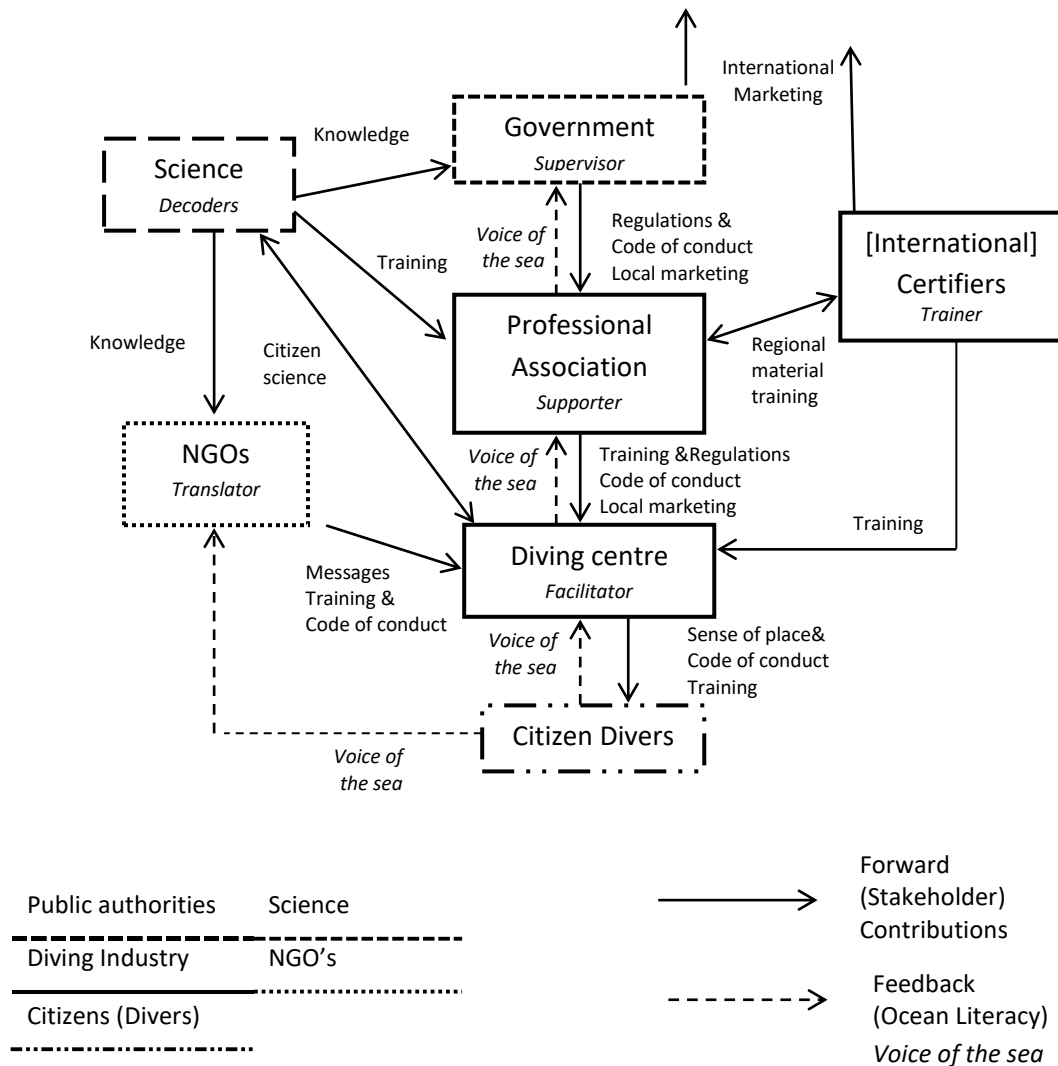 International
Marketing
Knowledge
Government
Supervisor
Science
Decoders
Voice of
the sea
Regulations &
Code of conduct
Local marketing
[International]
Certifiers
Trainer
Training
Professional
Association
Supporter
Knowledge
Citizen
science
Regional
material
training
NGOs
Translator
Voice of
the sea
Training &Regulations
Code of conduct
Local marketing
Training
Diving centre
Facilitator
Messages
Training &
Code of conduct
Voice of
the sea
Sense of place&
Code of conduct
Training
Citizen Divers
Voice of
the sea
Public authorities
Science
Diving Industry
NGO's
Citizens (Divers)
Forward
(Stakeholder)
Contributions
Feedback
(Ocean Literacy)
Voice of the sea